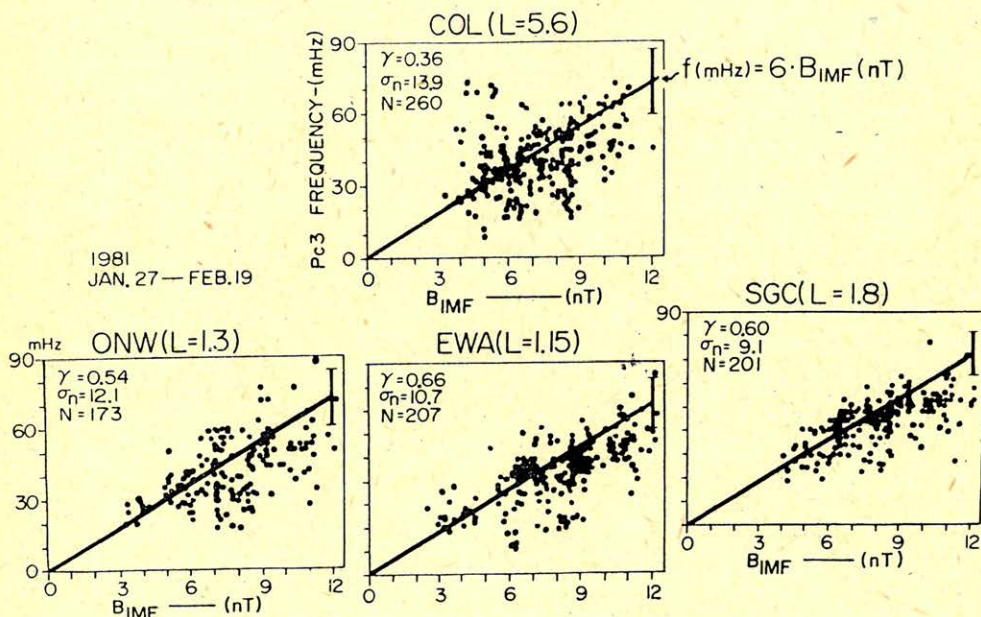 COL(L=5.6)
90
60
30
0
Pc3 FREQUENCY-(mHz)
γ=0.36
σn=13.9
N=260
f(mHz)=6·BIMF(nT)
0 3 6 9 12
BIMF — (nT)
1981
JAN. 27 — FEB. 19
mHz
ONW(L=1.3)
90
60
30
0
γ=0.54
σn=12.1
N=173
0 3 6 9 12
BIMF — (nT)
EWA(L=1.15)
γ=0.66
σn=10.7
N=207
0 3 6 9 12
BIMF — (nT)
SGC(L=1.8)
90
γ=0.60
σn= 9.1
N=201
0 3 6 9 12
BIMF — (nT)